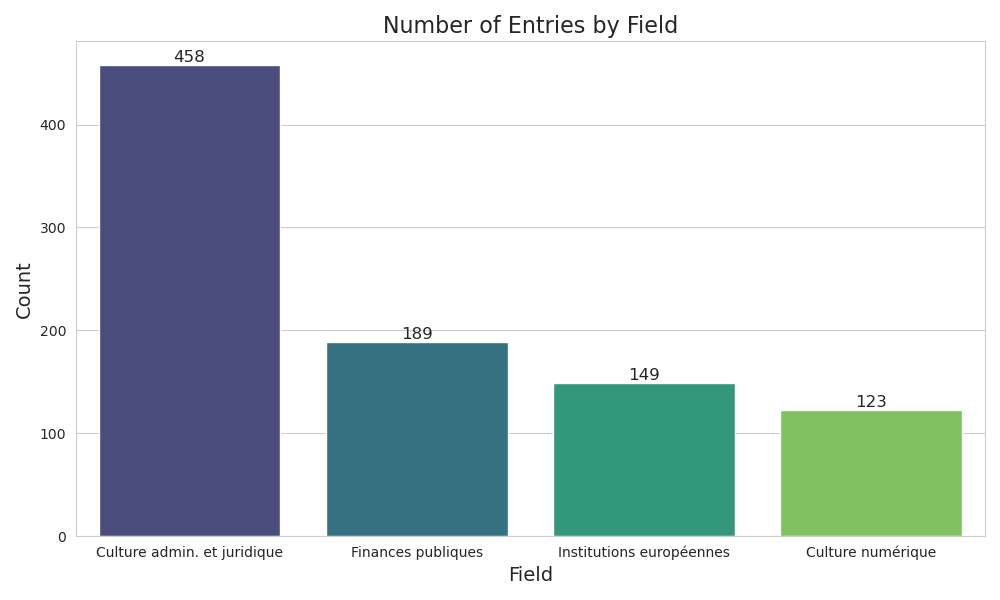 Number of Entries by Field
458
189
149
123
400
300
200
100
0
Count
Culture admin. et juridique
Finances publiques
Institutions européennes
Culture numérique
Field